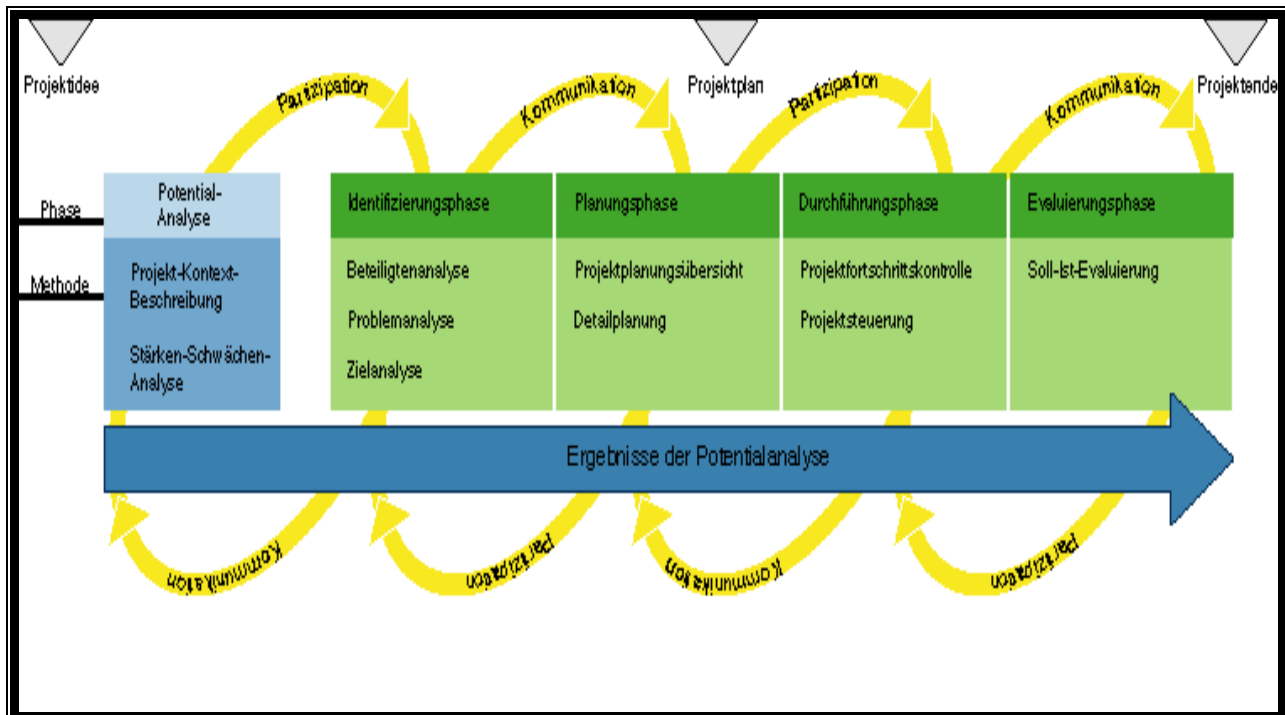 Projektidee
Projektplan
Projektende
Partizipation
Kommunikation
Partizipation
Kommunikation
Phase
Potential-
Analyse
Identifizierungsphase
Planungsphase
Durchführungsphase
Evaluierungsphase
Methode
Projekt-Kontext-
Beschreibung
Stärken-Schwächen-
Analyse
Beteiligtenanalyse
Problemanalyse
Zielanalyse
Projektplanungsübersicht
Detailplanung
Projektfortschrittskontrolle
Projektsteuerung
Soll-Ist-Evaluierung
Ergebnisse der Potentialanalyse
Kommunikation
Partizipation
Kommunikation
Partizipation